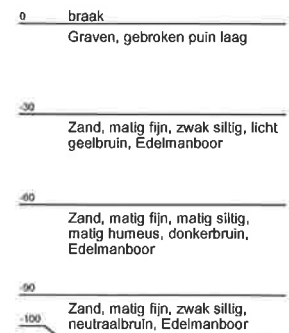 0 braak
Graven, gebroken puin laag
-30
Zand, matig fijn, zwak siltig, licht
geelbruin, Edelmanboor
-60
Zand, matig fijn, matig siltig,
matig humeus, donkerbruin,
Edelmanboor
-90
Zand, matig fijn, zwak siltig,
-100 neutraalbruin, Edelmanboor